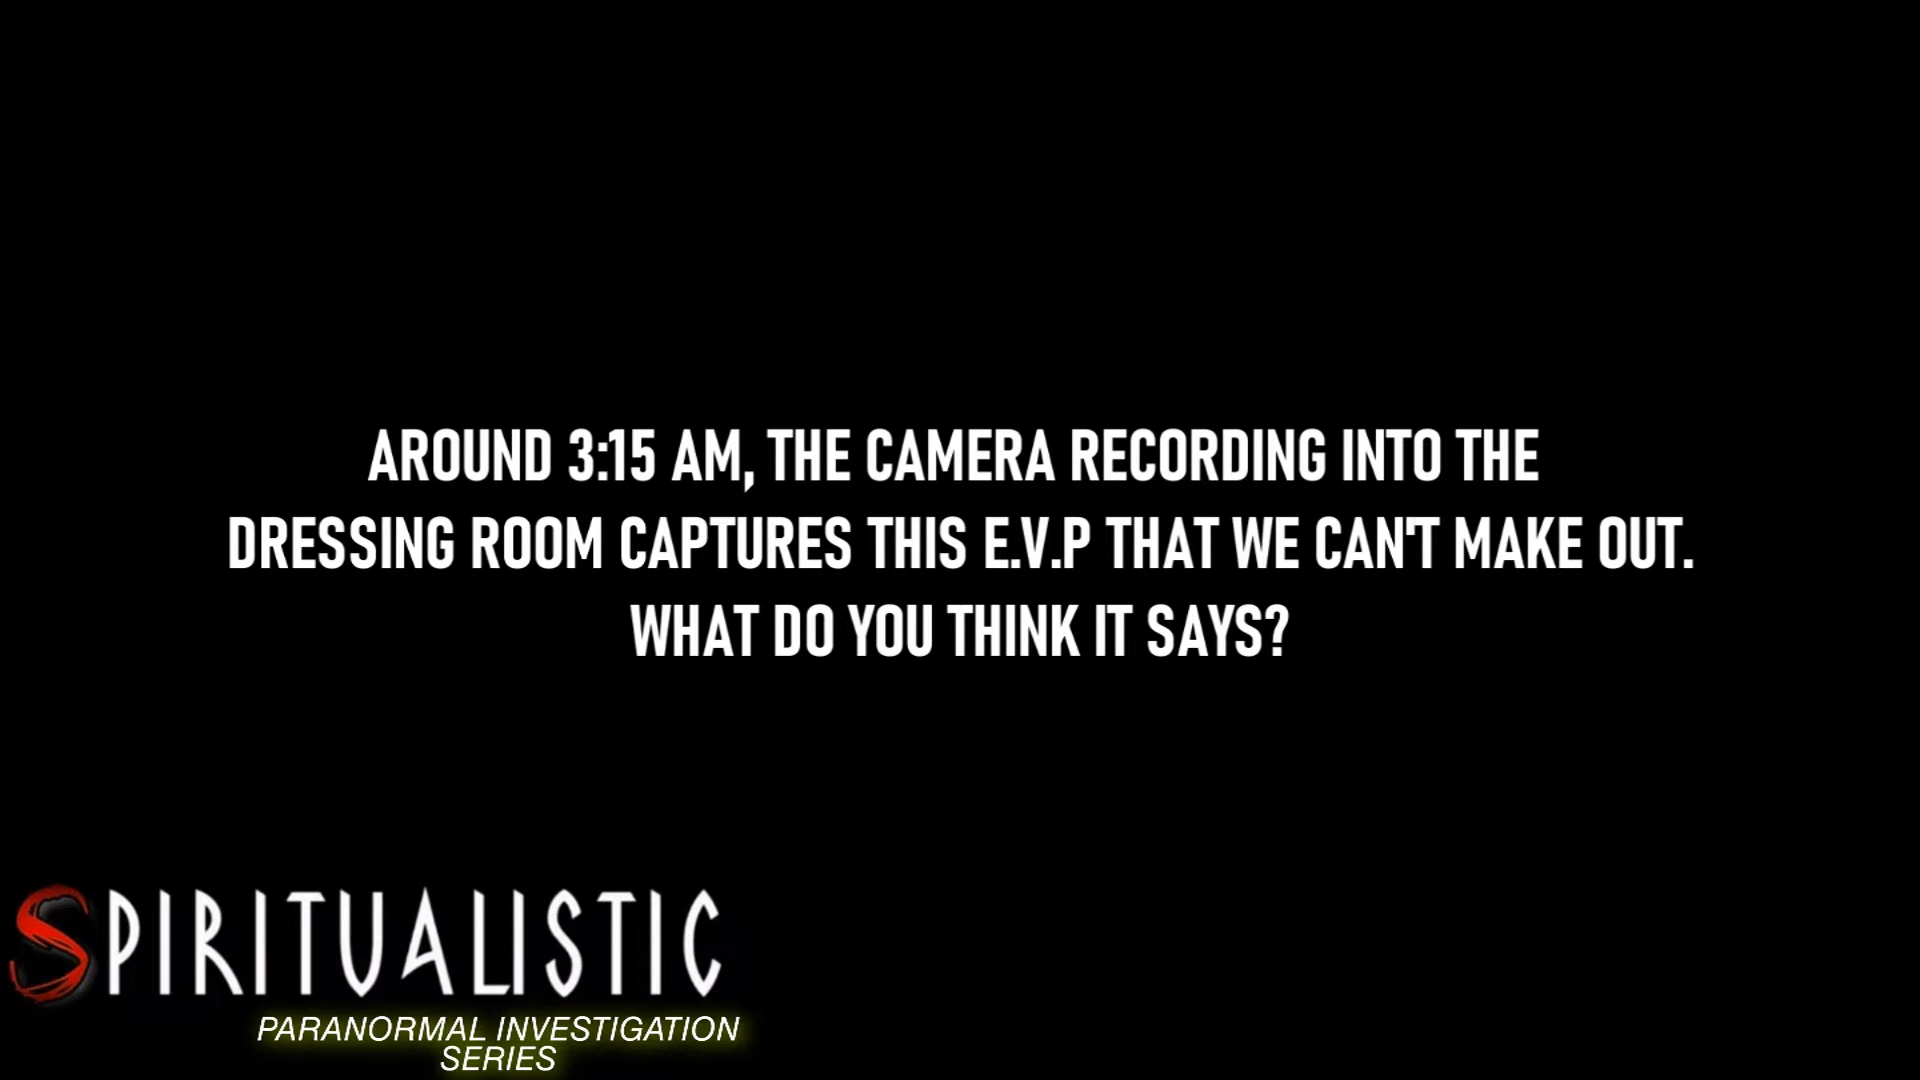 AROUND 3:15 AM, THE CAMERA RECORDING INTO THE
DRESSING ROOM CAPTURES THIS E.V.P THAT WE CAN'T MAKE OUT.
WHAT DO YOU THINK IT SAYS?
SPIRITUALISTIC
PARANORMAL INVESTIGATION
SERIES